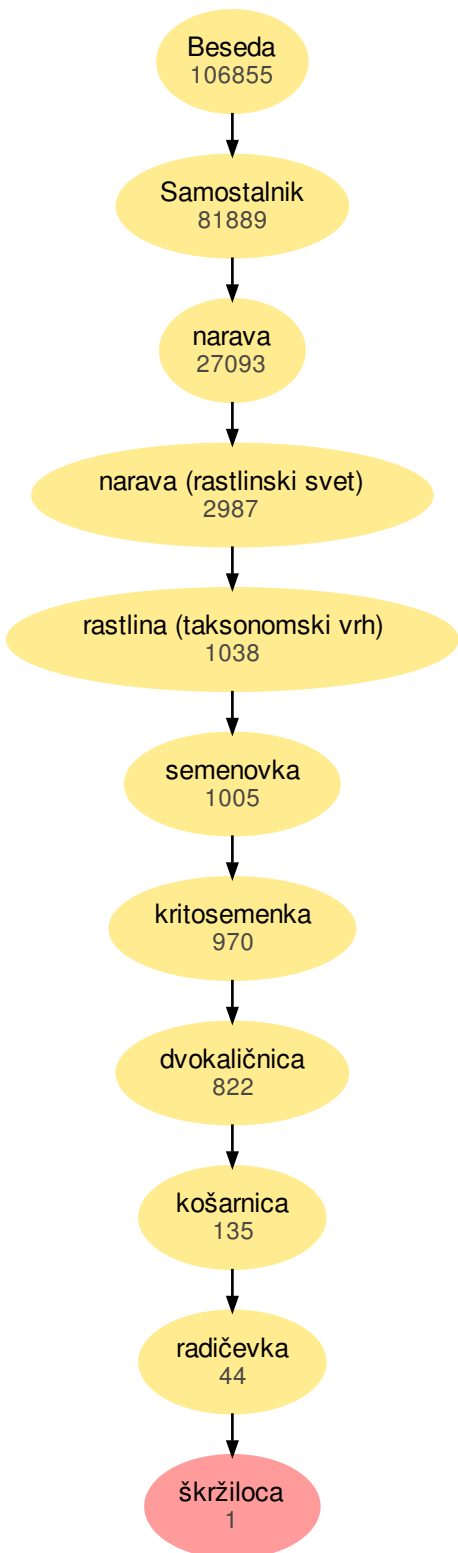 Beseda
106855
Samostalnik
81889
narava
27093
narava (rastlinski svet)
2987
rastlina (taksonomski vrh)
1038
semenovka
1005
kritosemenka
970
dvokaličnica
822
košarnica
135
radičevka
44
škržiloca
1